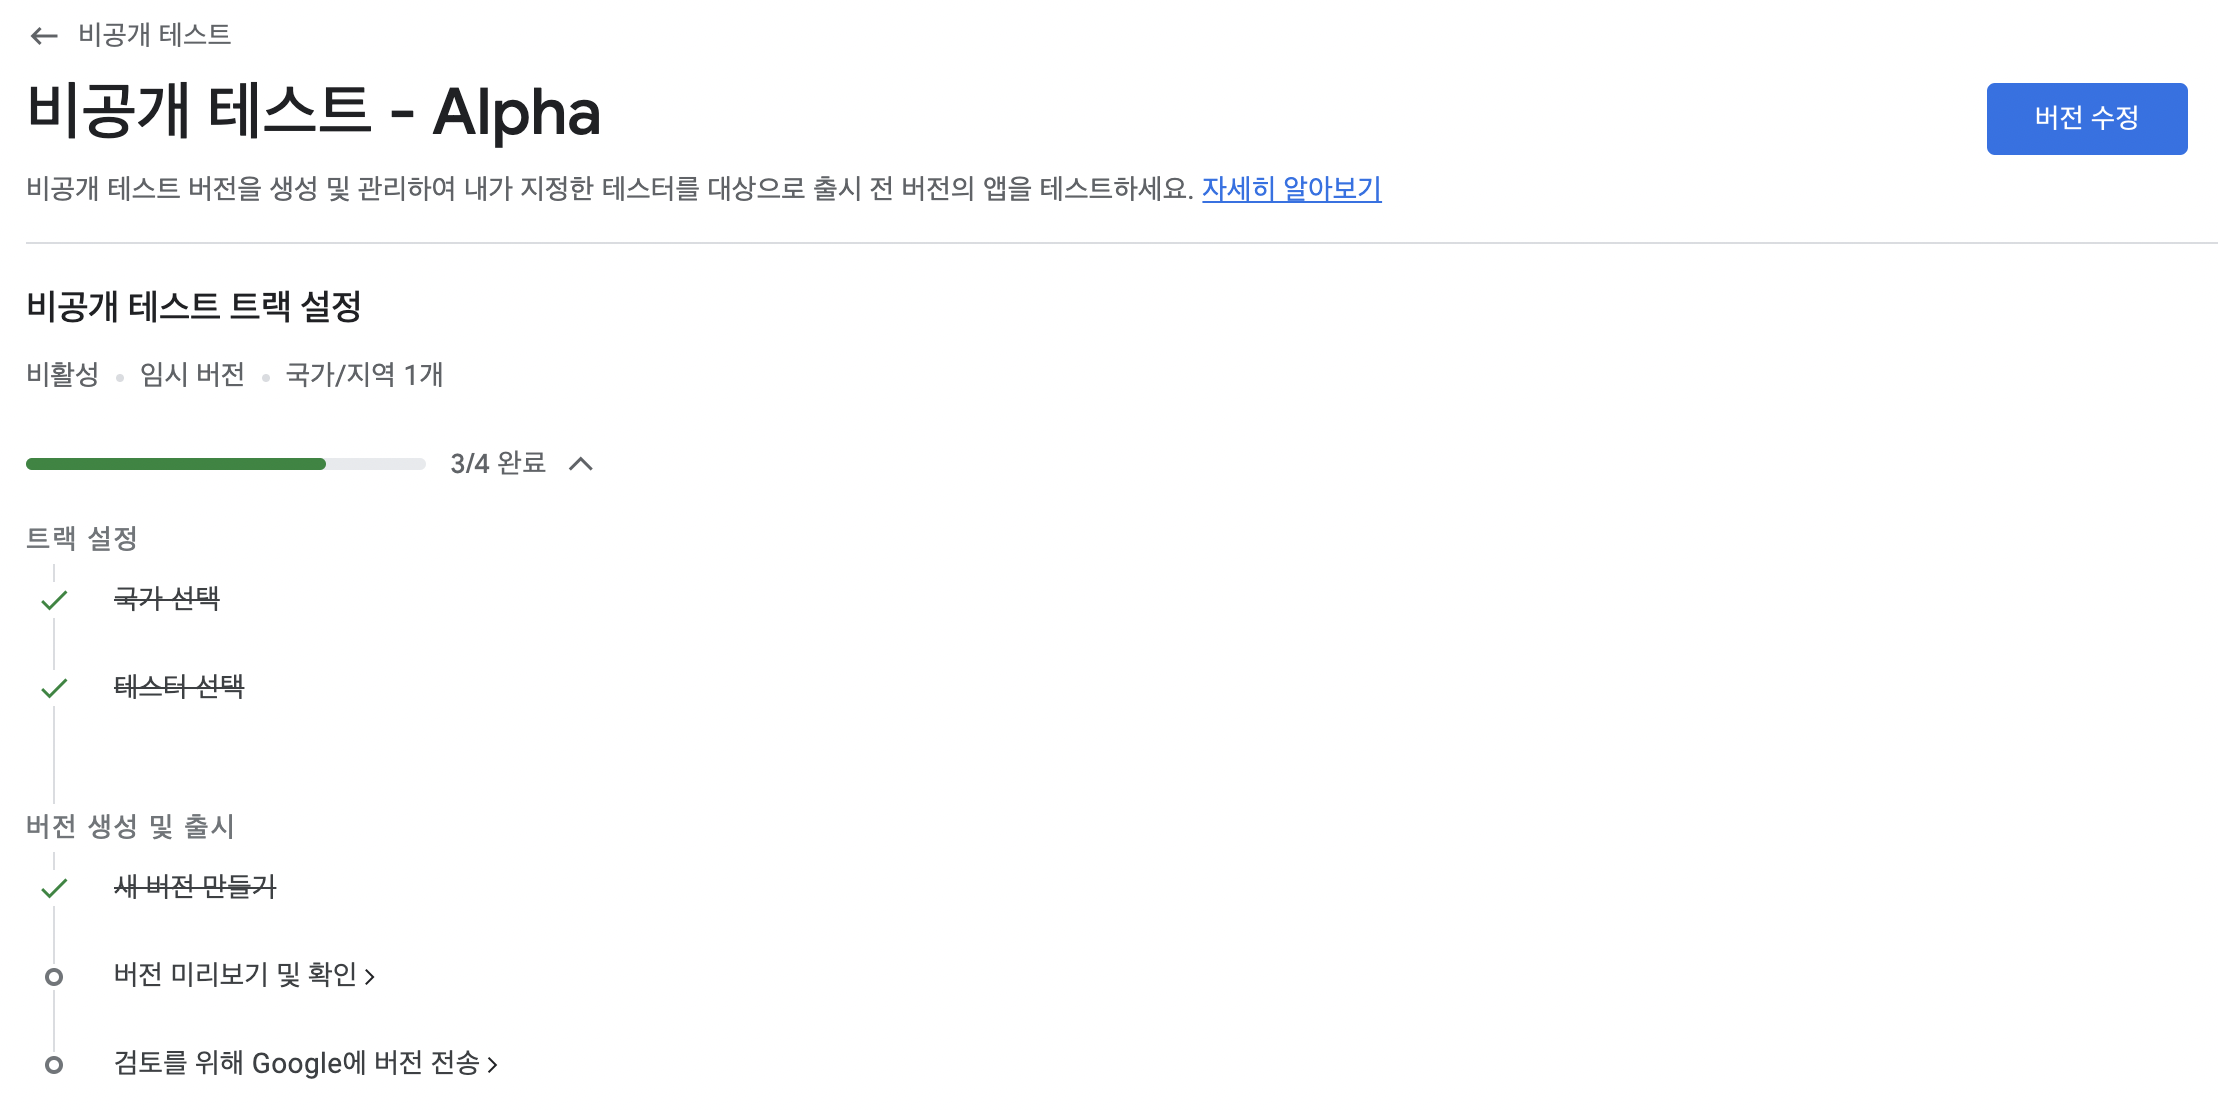 비공개 테스트
비공개 테스트 - Alpha
버전 수정
비공개 테스트 버전을 생성 및 관리하여 내가 지정한 테스터를 대상으로 출시 전 버전의 앱을 테스트하세요. 자세히 알아보기
비공개 테스트 트랙 설정
비활성 • 임시 버전 • 국가/지역 1개
3/4 완료
트랙 설정
국가 선택
테스터 선택
버전 생성 및 출시
새 버전 만들기
버전 미리보기 및 확인
검토를 위해 Google에 버전 전송